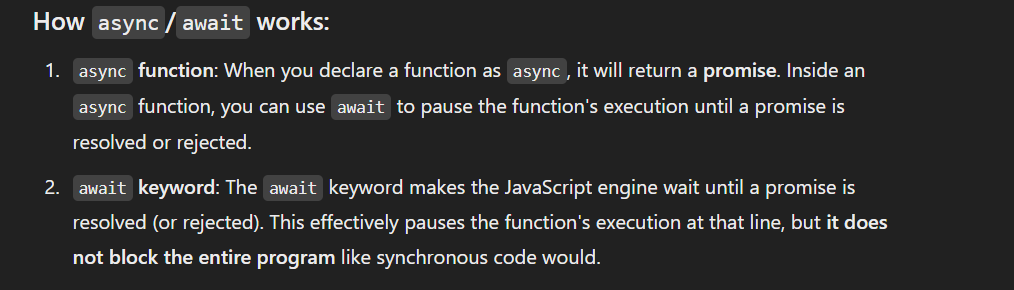 How async/await works:
1. async function: When you declare a function as async, it will return a promise. Inside an
async function, you can use await to pause the function's execution until a promise is
resolved or rejected.
2. await keyword: The await keyword makes the JavaScript engine wait until a promise is
resolved (or rejected). This effectively pauses the function's execution at that line, but it does
not block the entire program like synchronous code would.